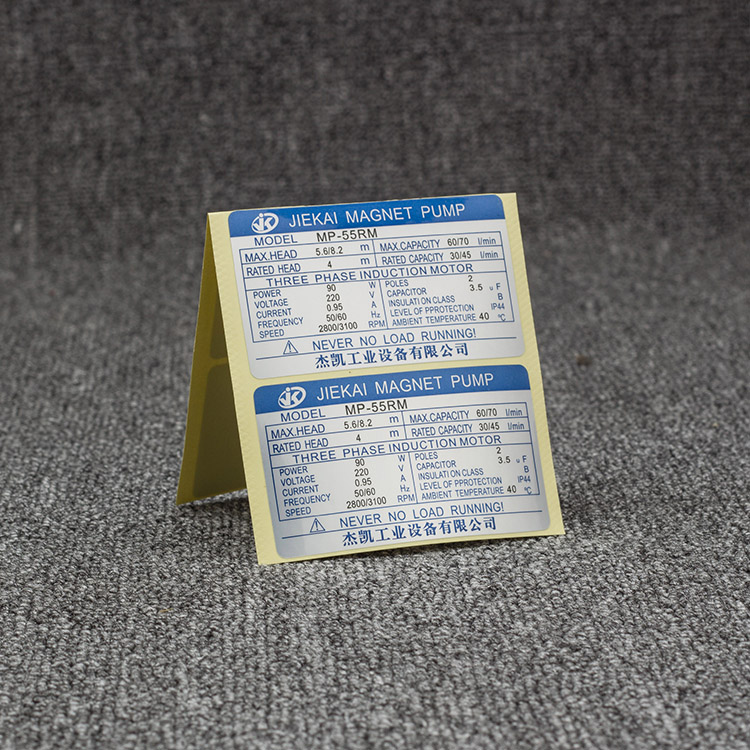 JK JIEKAI MAGNET PUMP
MODEL MP-55RM
MAX.HEAD 5.6/8.2 m MAX.CAPACITY 60/70 l/min
RATED HEAD 4 m RATED CAPACITY 30/45 l/min
THREE PHASE INDUCTION MOTOR
POWER 90 W POLES 2
VOLTAGE 220 V CAPACITOR 3.5 uF
CURRENT 0.95 A INSULATION CLASS B
FREQUENCY 50/60 Hz LEVEL OF PPROTECTION IP44
SPEED 2800/3100 RPM AMBIENT TEMPERATURE 40 ℃
NEVER NO LOAD RUNNING!
杰凯工业设备有限公司
JK JIEKAI MAGNET PUMP
MODEL MP-55RM
MAX.HEAD 5.6/8.2 m MAX.CAPACITY 60/70 l/min
RATED HEAD 4 m RATED CAPACITY 30/45 l/min
THREE PHASE INDUCTION MOTOR
POWER 90 W POLES 2
VOLTAGE 220 V CAPACITOR 3.5 uF
CURRENT 0.95 A INSULATION CLASS B
FREQUENCY 50/60 Hz LEVEL OF PPROTECTION IP44
SPEED 2800/3100 RPM AMBIENT TEMPERATURE 40 ℃
NEVER NO LOAD RUNNING!
杰凯工业设备有限公司